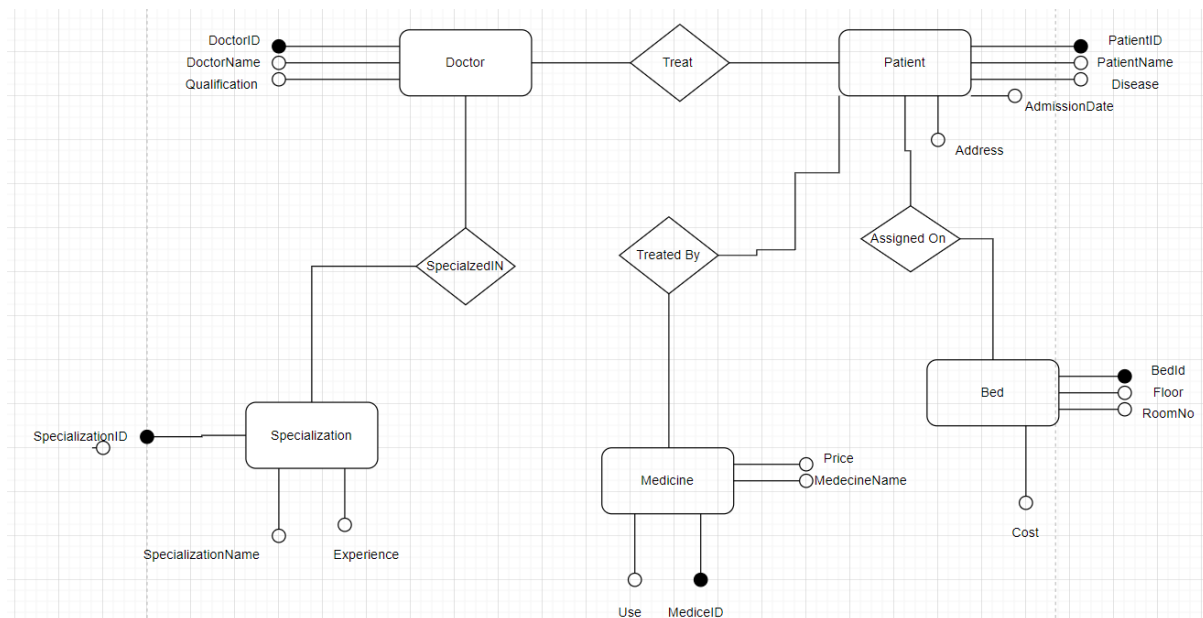 DoctorID
DoctorName
Qualification
Doctor
Treat
Patient
PatientID
PatientName
Disease
AdmissionDate
Address
SpecialzedIN
Treated By
Assigned On
SpecializationID
Specialization
SpecializationName
Experience
Medicine
Price
MedecineName
Use
MediceID
Bed
BedId
Floor
RoomNo
Cost